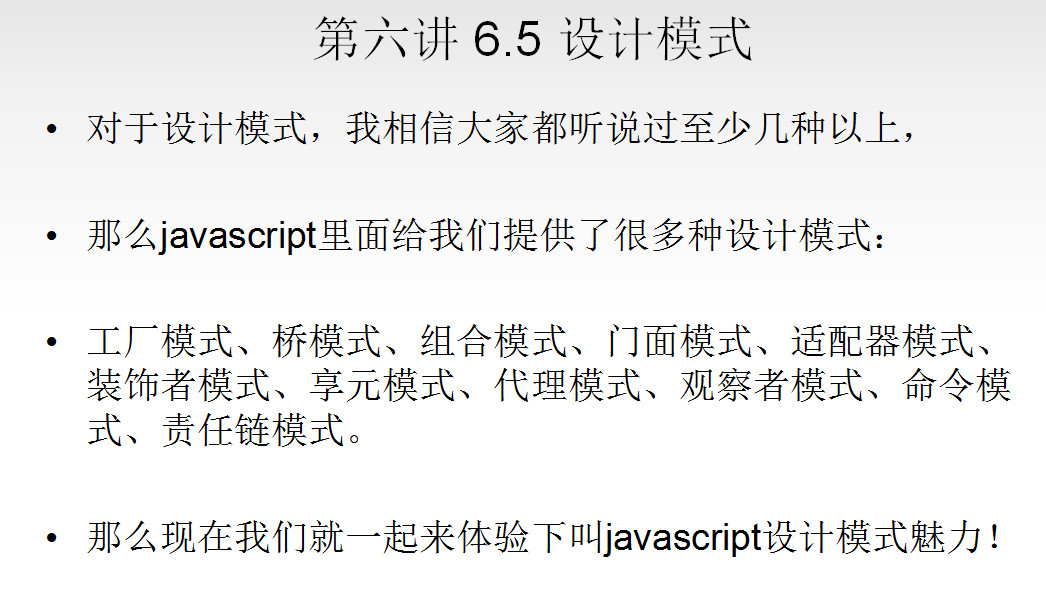 第六讲 6.5 设计模式
• 对于设计模式，我相信大家都听说过至少几种以上，
• 那么javascript里面给我们提供了很多种设计模式：
• 工厂模式、桥模式、组合模式、门面模式、适配器模式、
装饰者模式、享元模式、代理模式、观察者模式、命令模
式、责任链模式。
• 那么现在我们就一起来体验下叫javascript设计模式魅力！